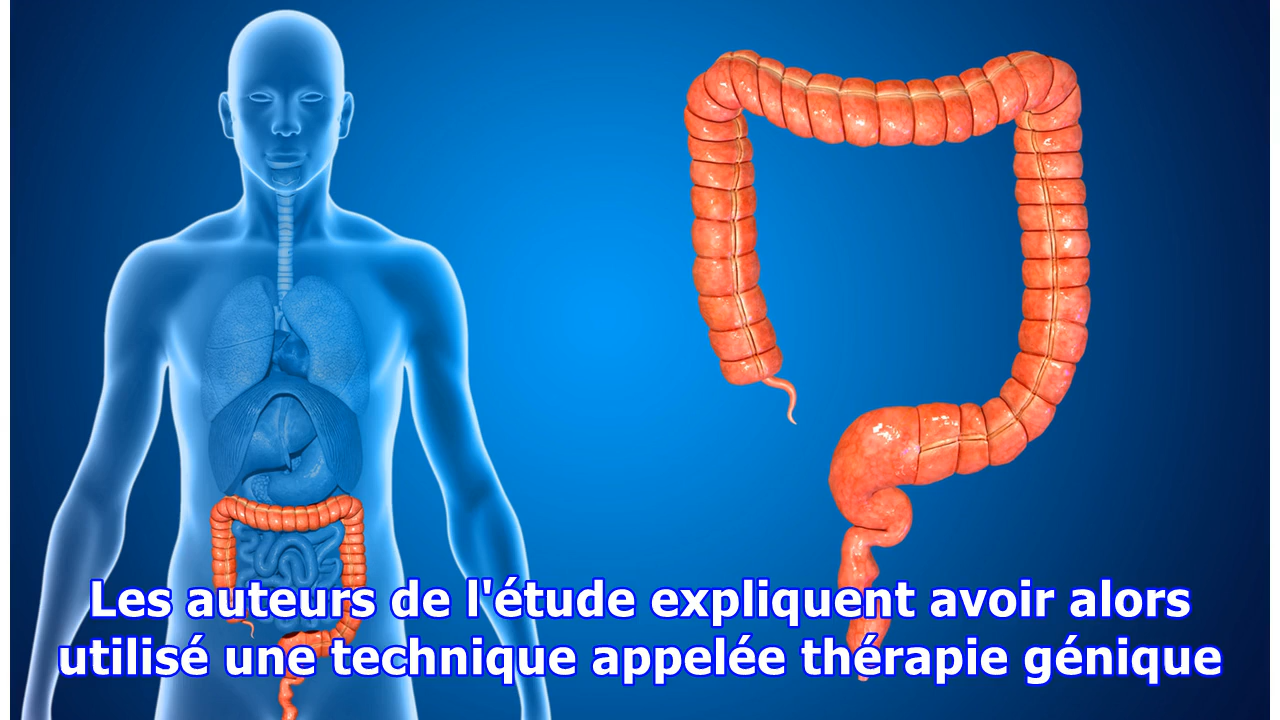 Les auteurs de l'étude expliquent avoir alors
utilisé une technique appelée thérapie génique